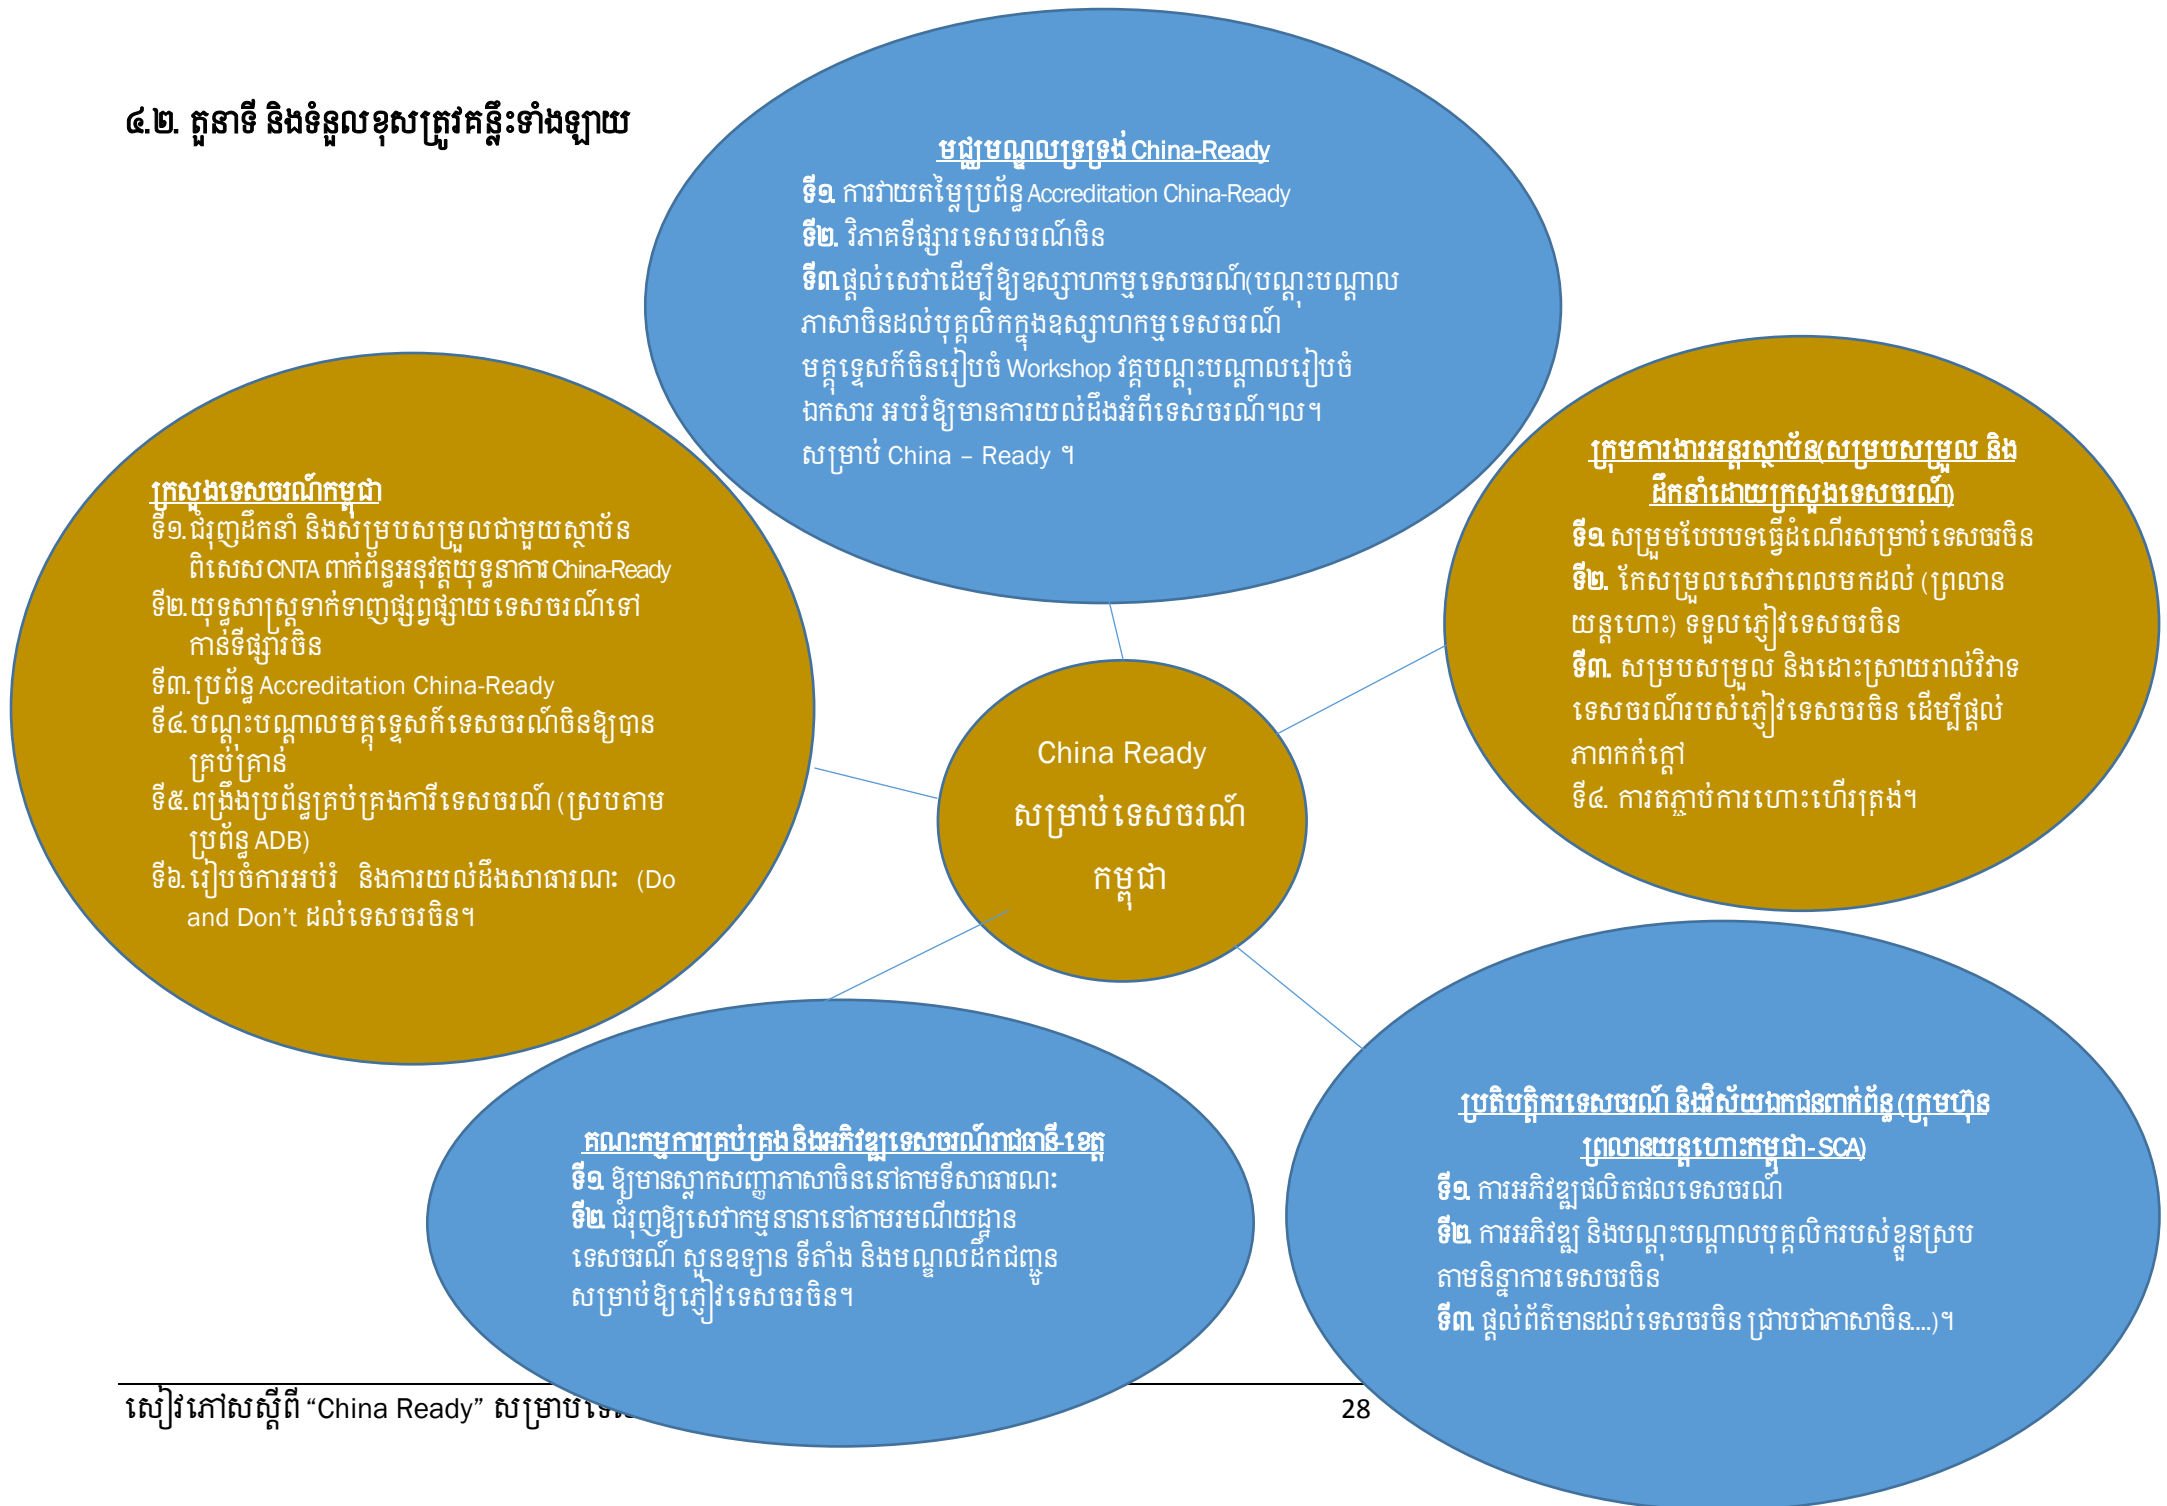 ៤.២. តួនាទី និងទំនួលខុសត្រូវគន្លឹះទាំងឡាយ
មជ្ឈមណ្ឌលទ្រទ្រង់ China-Ready
ទី១. ការវាយតម្លៃប្រព័ន្ធ Accreditation China-Ready
ទី២. វិភាគទីផ្សារទេសចរណ៍ចិន
ទី៣.ផ្តល់សេវាដើម្បីឱ្យឧស្សាហកម្មទេសចរណ៍(បណ្តុះបណ្តាល
ភាសាចិនដល់បុគ្គលិកក្នុងឧស្សាហកម្មទេសចរណ៍
មគ្គុទ្ទេសក៍ចិនរៀបចំ Workshop វគ្គបណ្តុះបណ្តាលរៀបចំ
ឯកសារ អបរំឱ្យមានការយល់ដឹងអំពីទេសចរណ៍។ល។
សម្រាប់ China – Ready ។
ក្រសួងទេសចរណ៍កម្ពុជា
ទី១.ជំរុញដឹកនាំ និងសម្របសម្រួលជាមួយស្ថាប័ន
ពិសេស CNTA ពាក់ព័ន្ធអនុវត្តយុទ្ធនាការ China-Ready
ទី២.យុទ្ធសាស្ត្រទាក់ទាញផ្សព្វផ្សាយទេសចរណ៍ទៅ
កាន់ទីផ្សារចិន
ទី៣.ប្រព័ន្ធ Accreditation China-Ready
ទី៤.បណ្តុះបណ្តាលមគ្គុទ្ទេសក៍ទេសចរណ៍ចិនឱ្យបាន
គ្រប់គ្រាន់
ទី៥.ពង្រឹងប្រព័ន្ធគ្រប់គ្រងការីទេសចរណ៍ (ស្របតាម
ប្រព័ន្ធ ADB)
ទី៦. រៀបចំការអប់រំ និងការយល់ដឹងសាធារណៈ (Do
and Don't ដល់ទេសចរចិន។
ក្រុមការងារអន្តរស្ថាប័ន(សម្របសម្រួល និង
ដឹកនាំដោយក្រសួងទេសចរណ៍)
ទី១. សម្រួមបែបបទធ្វើដំណើរសម្រាប់ទេសចរចិន
ទី២. កែសម្រួលសេវាពេលមកដល់ (ព្រលាន
យន្តហោះ) ទទួលភ្ញៀវទេសចរចិន
ទី៣. សម្របសម្រួល និងដោះស្រាយរាល់វិវាទ
ទេសចរណ៍របស់ភ្ញៀវទេសចរចិន ដើម្បីផ្តល់
ភាពកក់ក្តៅ
ទី៤. ការតភ្ជាប់ការហោះហើរត្រង់។
China Ready
សម្រាប់ទេសចរណ៍
កម្ពុជា
គណៈកម្មការគ្រប់គ្រង និងអភិវឌ្ឍទេសចរណ៍រាជធានី-ខេត្ត
ទី១. ឱ្យមានស្លាកសញ្ញាភាសាចិននៅតាមទីសាធារណៈ
ទី២. ជំរុញឱ្យសេវាកម្មនានានៅតាមរមណីយដ្ឋាន
ទេសចរណ៍ សួនឧទ្យាន ទីតាំង និងមណ្ឌលដឹកជញ្ជូន
សម្រាប់ឱ្យភ្ញៀវទេសចរចិន។
ប្រតិបត្តិករទេសចរណ៍ និងវិស័យឯកជនពាក់ព័ន្ធ (ក្រុមហ៊ុន
ព្រលានយន្តហោះកម្ពុជា - SCA)
ទី១. ការអភិវឌ្ឍផលិតផលទេសចរណ៍
ទី២. ការអភិវឌ្ឍ និងបណ្តុះបណ្តាលបុគ្គលិករបស់ខ្លួនស្រប
តាមនិន្នាការទេសចរចិន
ទី៣. ផ្តល់ព័ត៌មានដល់ទេសចរចិន ជ្រាបជាភាសាចិន....)។
សៀវភៅសស្តីពី “China Ready” សម្រាប់ 28